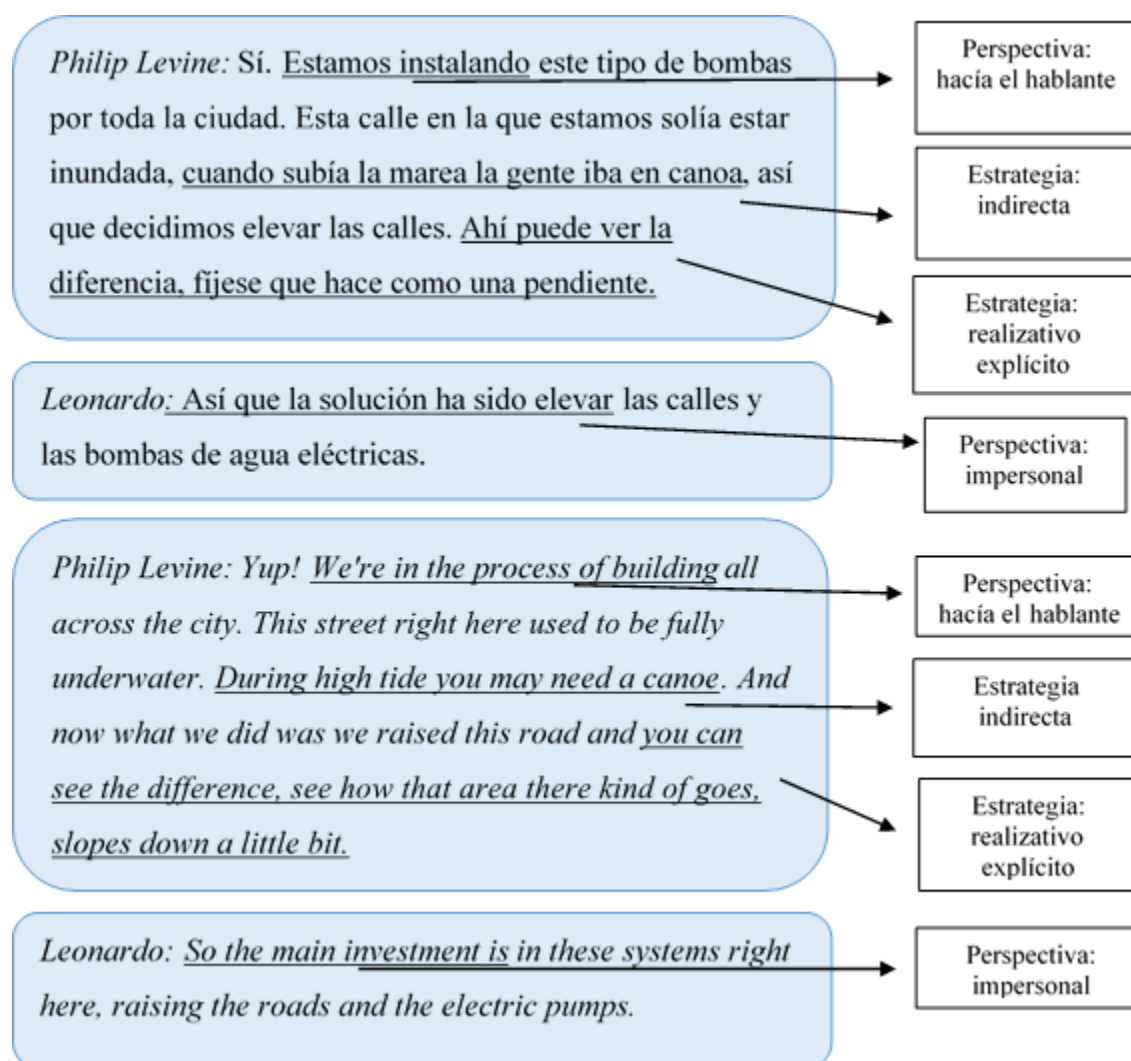 Philip Levine: Sí. Estamos instalando este tipo de bombas
por toda la ciudad. Esta calle en la que estamos solía estar
inundada, cuando subía la marea la gente iba en canoa, así
que decidimos elevar las calles. Ahí puede ver la
diferencia, fíjese que hace como una pendiente.
Perspectiva:
hacía el hablante
Estrategia:
indirecta
Estrategia:
realizativo
explícito
Leonardo: Así que la solución ha sido elevar las calles y
las bombas de agua eléctricas.
Perspectiva:
impersonal
Philip Levine: Yup! We're in the process of building all
across the city. This street right here used to be fully
underwater. During high tide you may need a canoe. And
now what we did was we raised this road and you can
see the difference, see how that area there kind of goes,
slopes down a little bit.
Perspectiva:
hacía el hablante
Estrategia
indirecta
Estrategia:
realizativo
explícito
Leonardo: So the main investment is in these systems right
here, raising the roads and the electric pumps.
Perspectiva:
impersonal